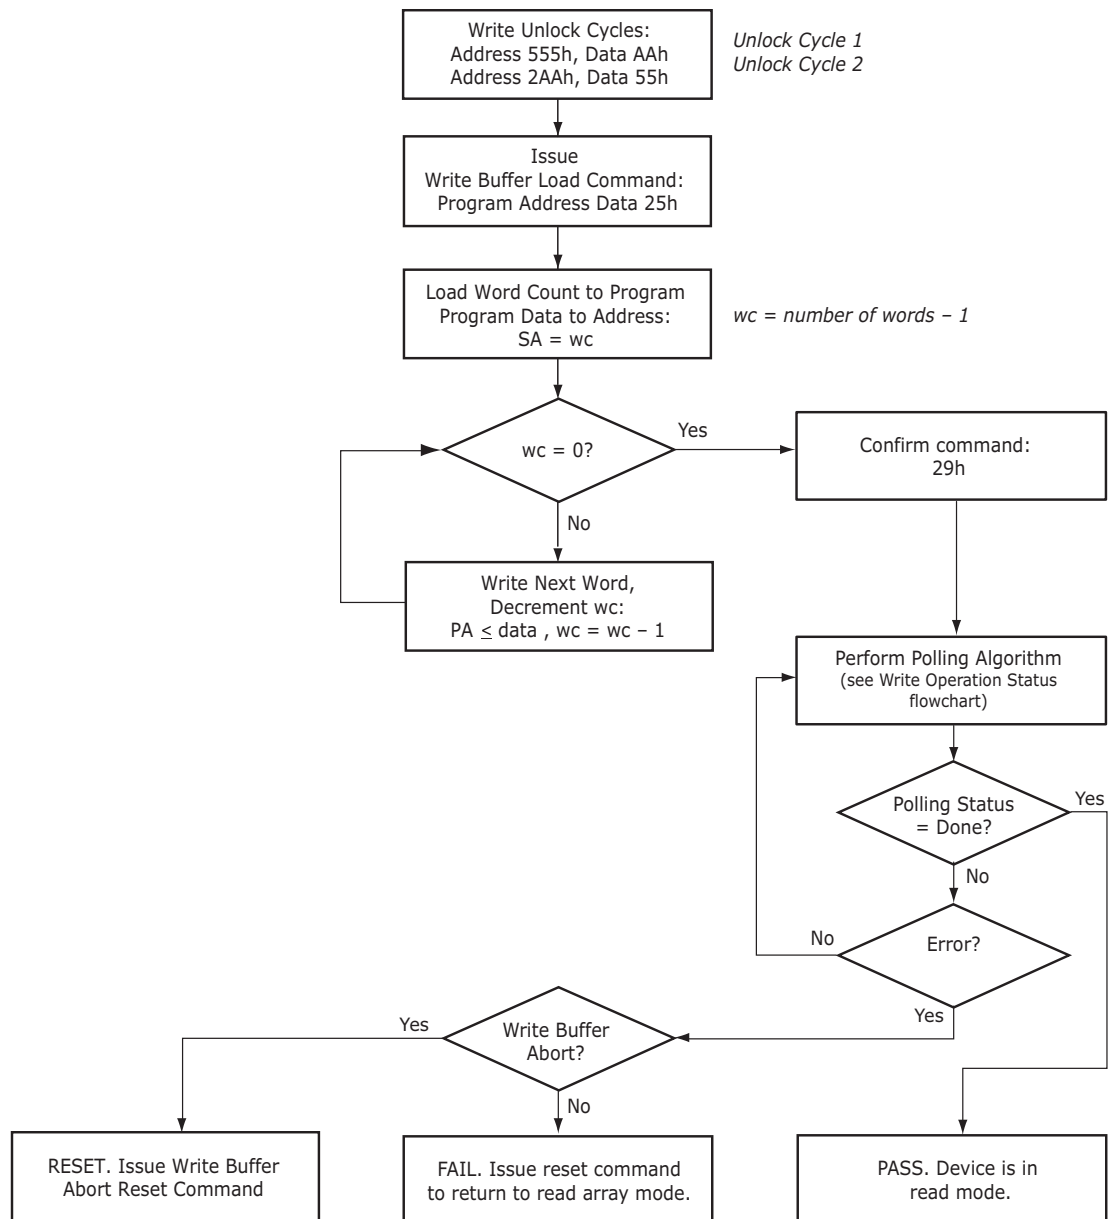 Write Unlock Cycles:
Address 555h, Data AAh
Address 2AAh, Data 55h
Unlock Cycle 1
Unlock Cycle 2
Issue
Write Buffer Load Command:
Program Address Data 25h
Load Word Count to Program
Program Data to Address:
SA = wc
wc = number of words – 1
wc = 0?
Yes
No
Confirm command:
29h
Write Next Word,
Decrement wc:
PA ≤ data , wc = wc – 1
Perform Polling Algorithm
(see Write Operation Status
flowchart)
Polling Status
= Done?
Yes
No
Error?
No
Yes
Write Buffer
Abort?
Yes
No
RESET. Issue Write Buffer
Abort Reset Command
FAIL. Issue reset command
to return to read array mode.
PASS. Device is in
read mode.